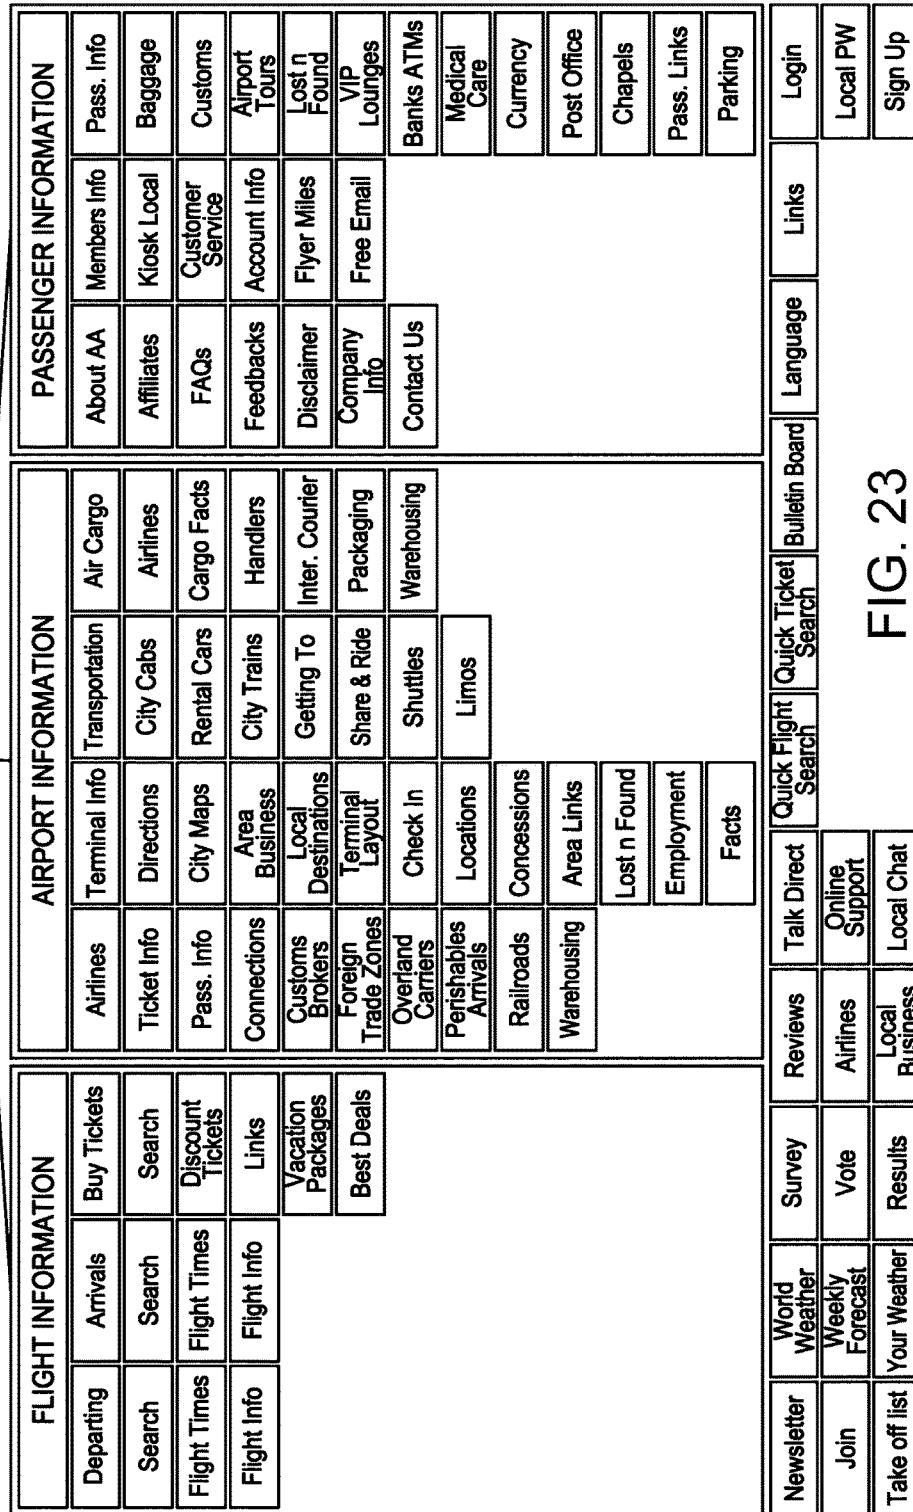 FLIGHT INFORMATION
Departing
Search
Flight Times
Flight Info
Arrivals
Search
Flight Times
Flight Info
Buy Tickets
Search
Discount
Tickets
Links
Vacation
Packages
Best Deals
AIRPORT INFORMATION
Airlines
Ticket Info
Pass. Info
Connections
Customs
Brokers
Foreign
Trade Zones
Overland
Carriers
Perishables
Arrivals
Railroads
Warehousing
Terminal Info
Directions
City Maps
Area
Business
Local
Destinations
Terminal
Layout
Check In
Locations
Concessions
Area Links
Lost n Found
Employment
Facts
Transportation
City Cabs
Rental Cars
City Trains
Getting To
Share & Ride
Shuttles
Limos
Air Cargo
Airlines
Cargo Facts
Handlers
Inter. Courier
Packaging
Warehousing
PASSENGER INFORMATION
About AA
Affiliates
FAQs
Feedbacks
Disclaimer
Company
Info
Contact Us
Members Info
Kiosk Local
Customer
Service
Account Info
Flyer Miles
Free Email
Pass. Info
Baggage
Customs
Airport
Tours
Lost n
Found
VIP
Lounges
Banks ATMs
Medical
Care
Currency
Post Office
Chapels
Pass. Links
Parking
Newsletter
Join
Take off list
World
Weather
Weekly
Forecast
Your Weather
Survey
Vote
Results
Reviews
Airlines
Local
Business
Talk Direct
Online
Support
Local Chat
Quick Flight
Search
Quick Ticket
Search
Bulletin Board
Language
Links
Login
Local PW
Sign Up
FIG. 23